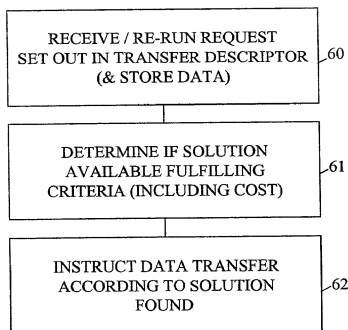 RECEIVE / RE-RUN REQUEST
SET OUT IN TRANSFER DESCRIPTOR
(& STORE DATA)
60
DETERMINE IF SOLUTION
AVAILABLE FULFILLING
CRITERIA (INCLUDING COST)
61
INSTRUCT DATA TRANSFER
ACCORDING TO SOLUTION
FOUND
62